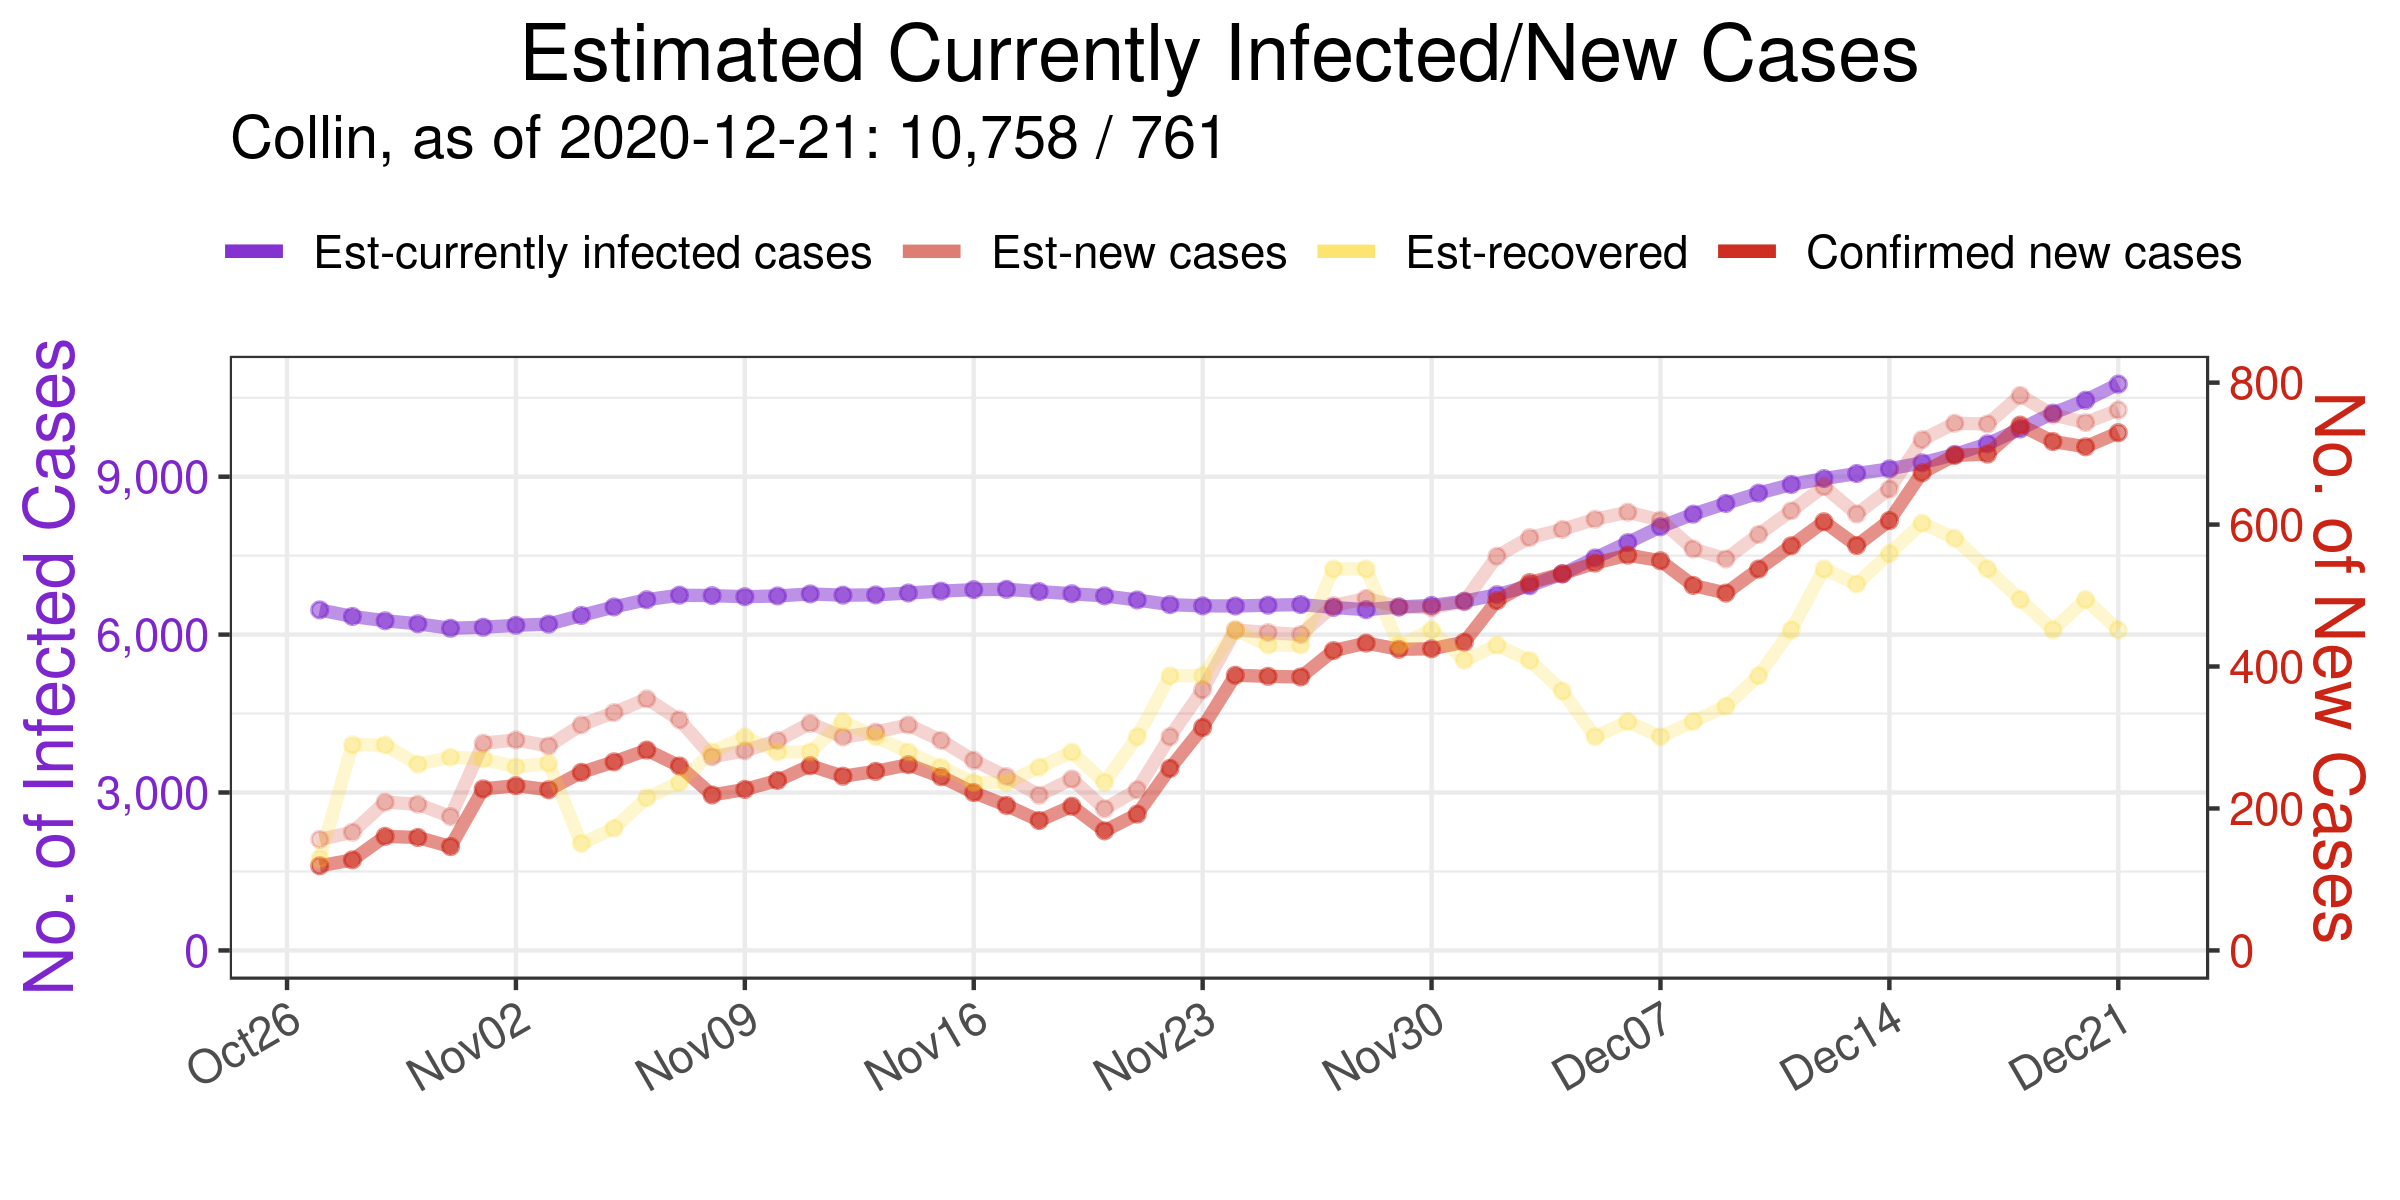 Estimated Currently Infected/New Cases
Collin, as of 2020-12-21: 10,758 / 761
Est-currently infected cases Est-new cases Est-recovered Confirmed new cases
No. of Infected Cases
9,000
6,000
3,000
0
800
600
400
200
0
No. of New Cases
Oct26 Nov02 Nov09 Nov16 Nov23 Nov30 Dec07 Dec14 Dec21